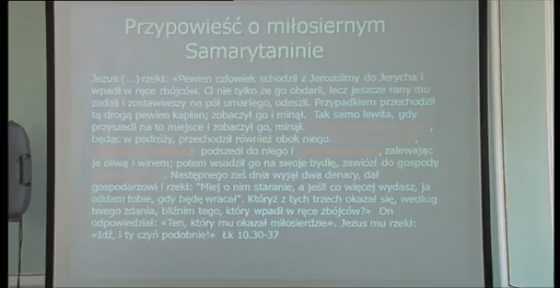 Przypowieść o miłosiernym
Samarytaninie
Jezus (...) rzekł: «Pewien człowiek schodził z Jerozolimy do Jerycha i
wpadł w ręce zbójców. Ci nie tylko że go obdarli, lecz jeszcze rany mu
zadali i zostawiwszy na pół umarłego, odeszli. Przypadkiem przechodził
tą drogą pewien kapłan; zobaczył go i minął. Tak samo lewita, gdy
przyszedł na to miejsce i zobaczył go, minął.
będąc w podróży, przechodził również obok niego.
podszedł do niego i , zalewając
je oliwą i winem; potem wsadził go na swoje bydlę, zawiózł do gospody
. Następnego zaś dnia wyjął dwa denary, dał
gospodarzowi i rzekł: "Miej o nim staranie, a jeśli co więcej wydasz, ja
oddam tobie, gdy będę wracał". Któryż z tych trzech okazał się, według
twego zdania, bliźnim tego, który wpadł w ręce zbójców?» On
odpowiedział: «Ten, który mu okazał miłosierdzie». Jezus mu rzekł:
«Idź, i ty czyń podobnie!» Łk 10.30-37